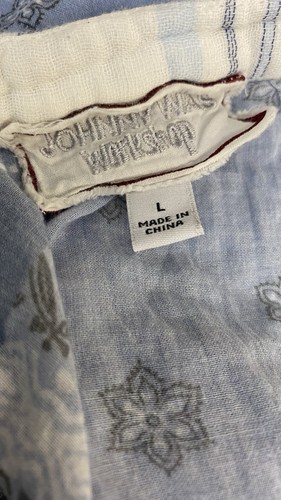 JOHNNY WAS
WORKSHOP
L
MADE IN
CHINA